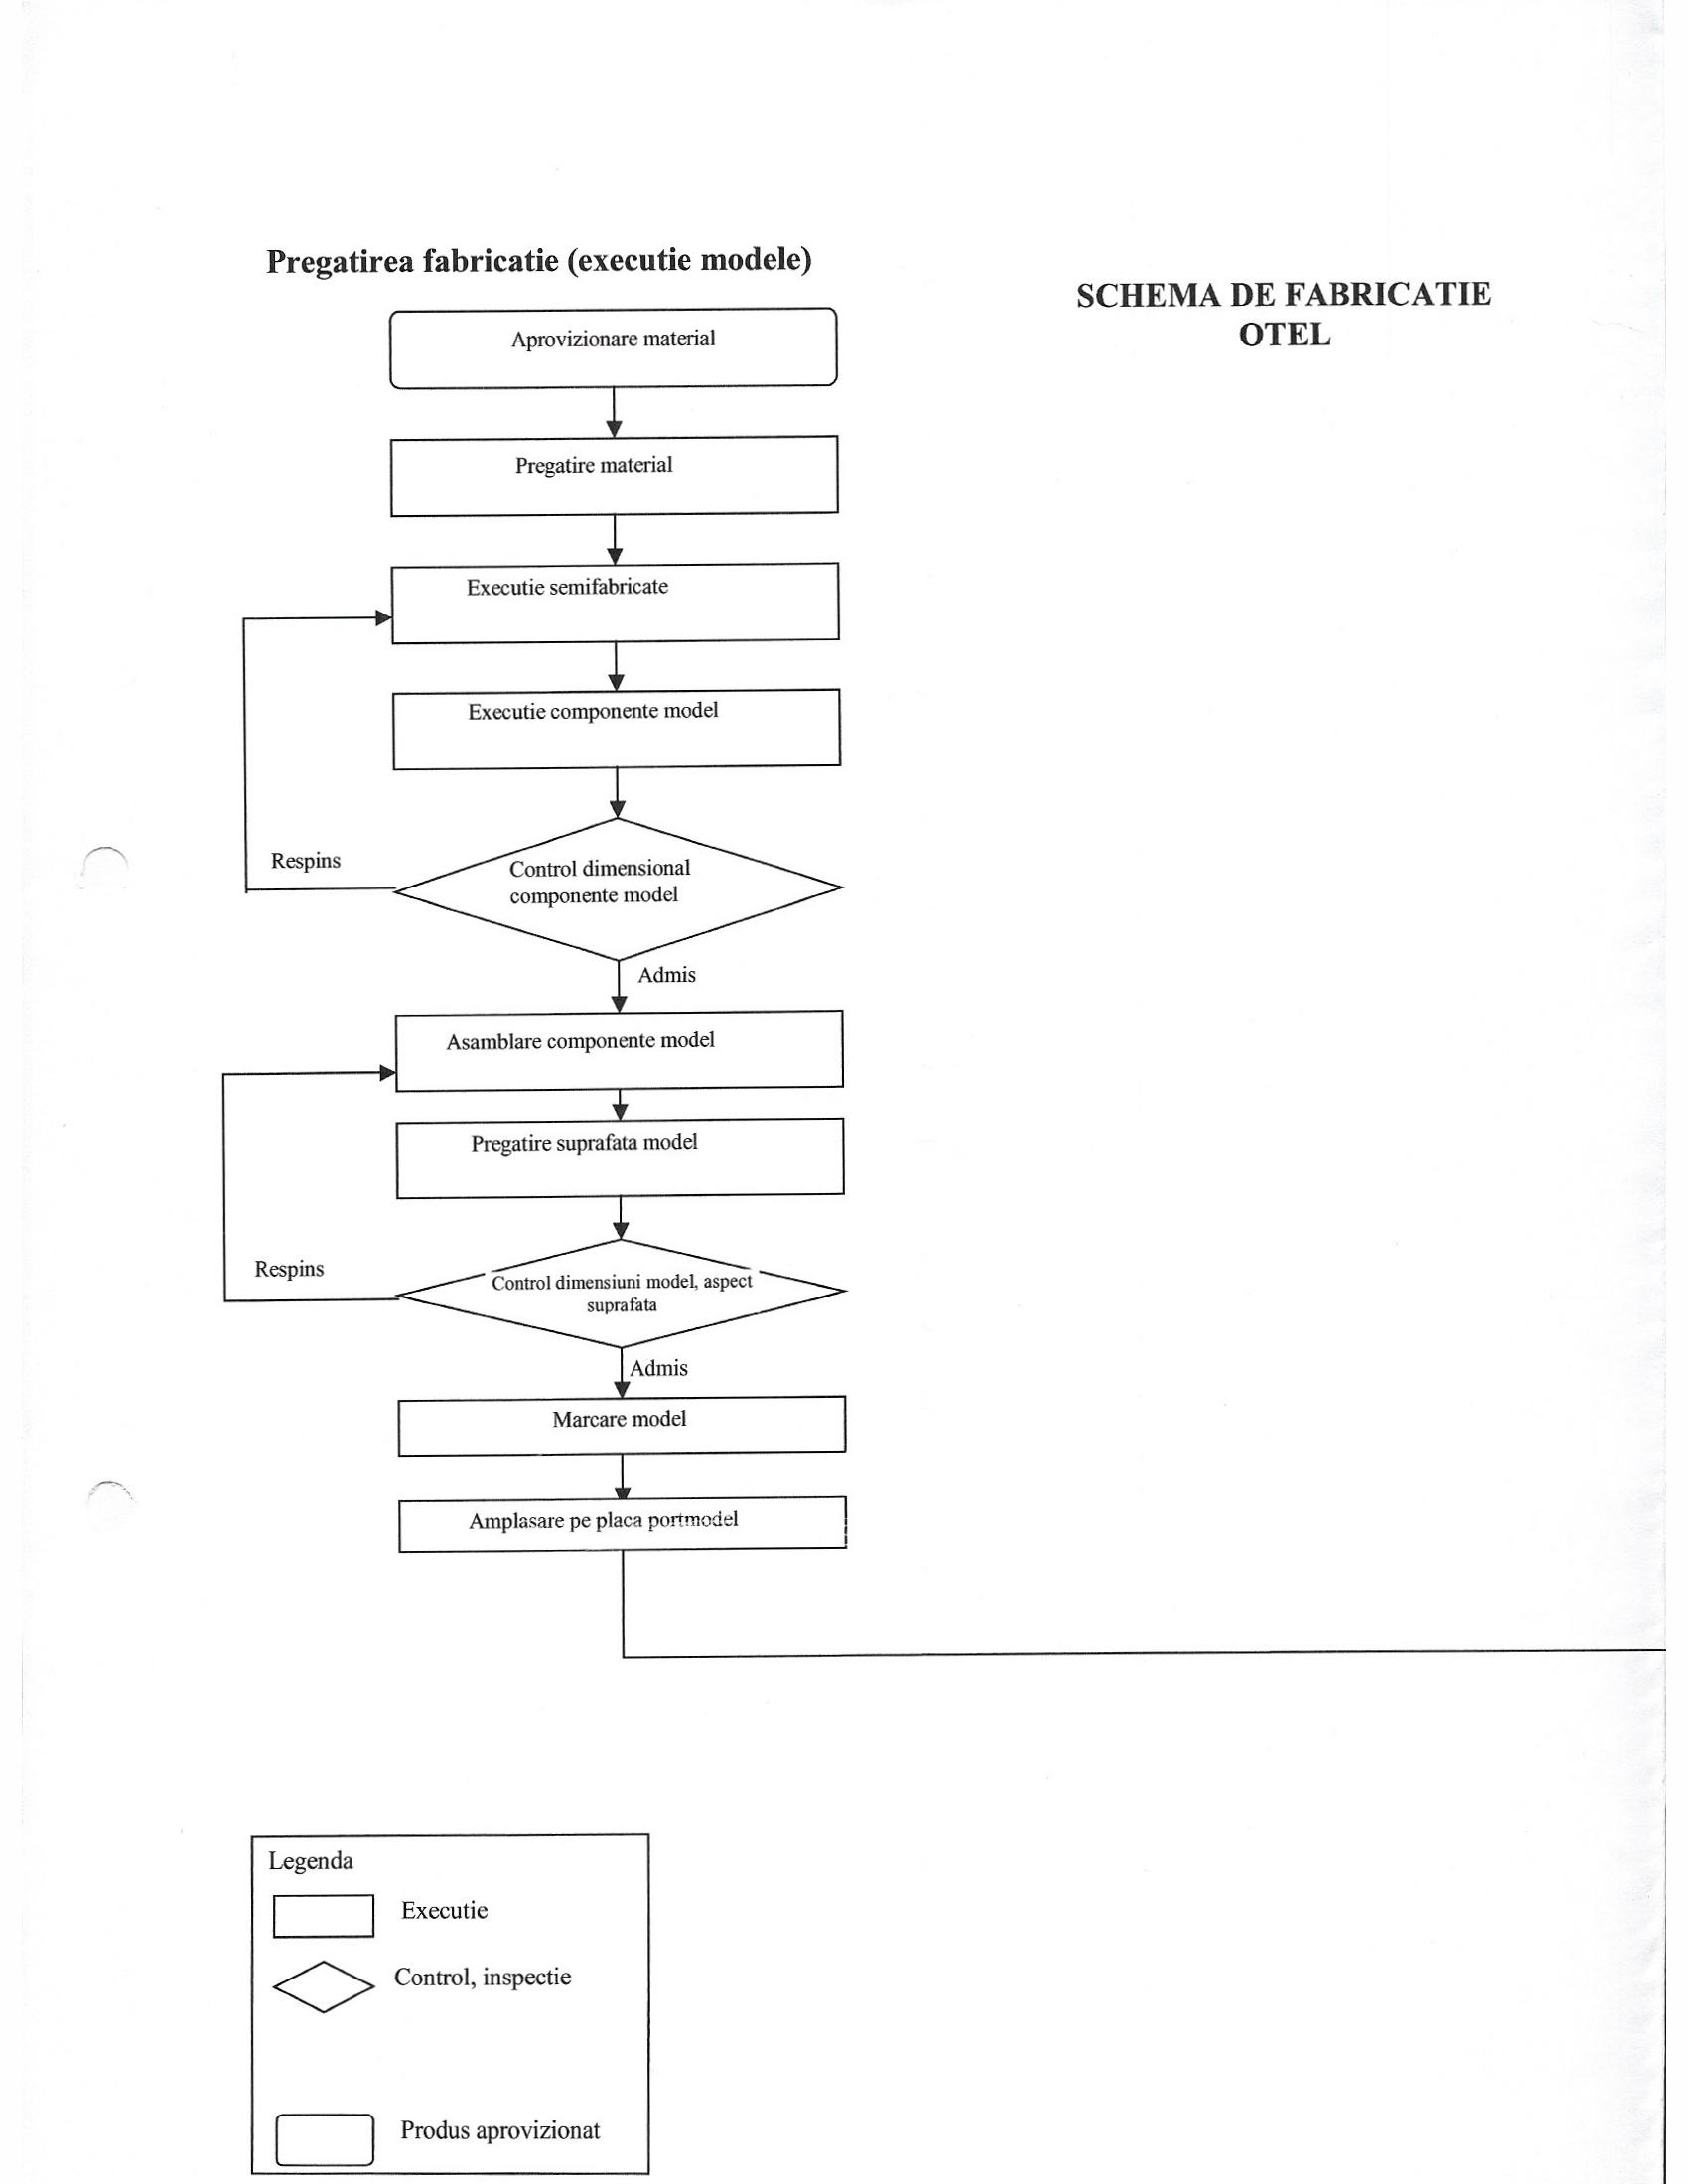 Pregatirea fabricatie (executie modele)
SCHEMA DE FABRICATIE
OTEL
Aprovizionare material
Pregatire material
Executie semifabricate
Executie componente model
Respins
Control dimensional
componente model
Admis
Asamblare componente model
Pregatire suprafata model
Respins
Control dimensiuni model, aspect
suprafata
Admis
Marcare model
Amplasare pe placa portmodel
Legenda
Executie
Control, inspectie
Produs aprovizionat